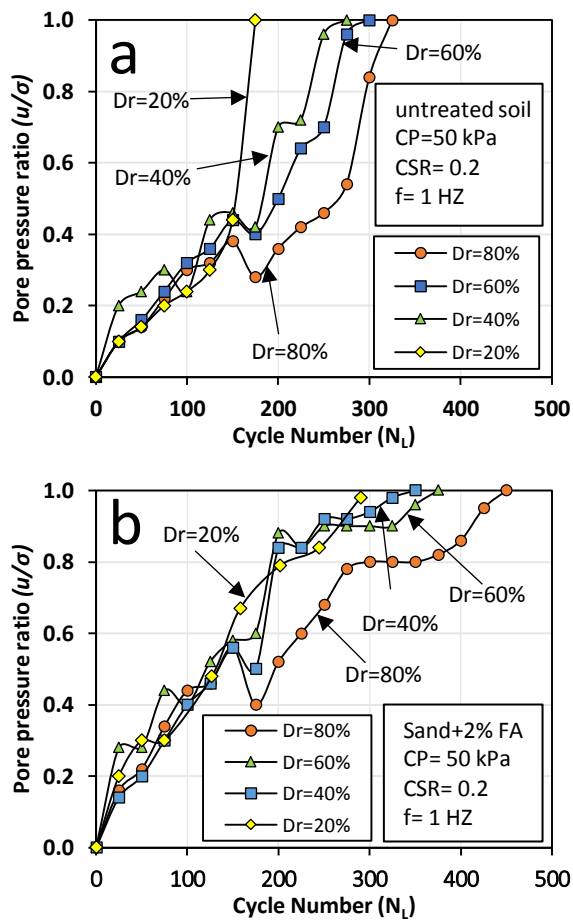 a
Pore pressure ratio (u/σ)
1.0
0.8
0.6
0.4
0.2
0.0
Dr=20%
Dr=40%
Dr=60%
Dr=80%
untreated soil
CP=50 kPa
CSR= 0.2
f= 1 HZ
Dr=80%
Dr=60%
Dr=40%
Dr=20%
0 100 200 300 400 500
Cycle Number (NL)
b
Pore pressure ratio (u/σ)
1.0
0.8
0.6
0.4
0.2
0.0
Dr=20%
Dr=60%
Dr=40%
Dr=80%
Dr=80%
Dr=60%
Dr=40%
Dr=20%
Sand+2% FA
CP= 50 kPa
CSR= 0.2
f= 1 HZ
0 100 200 300 400 500
Cycle Number (NL)